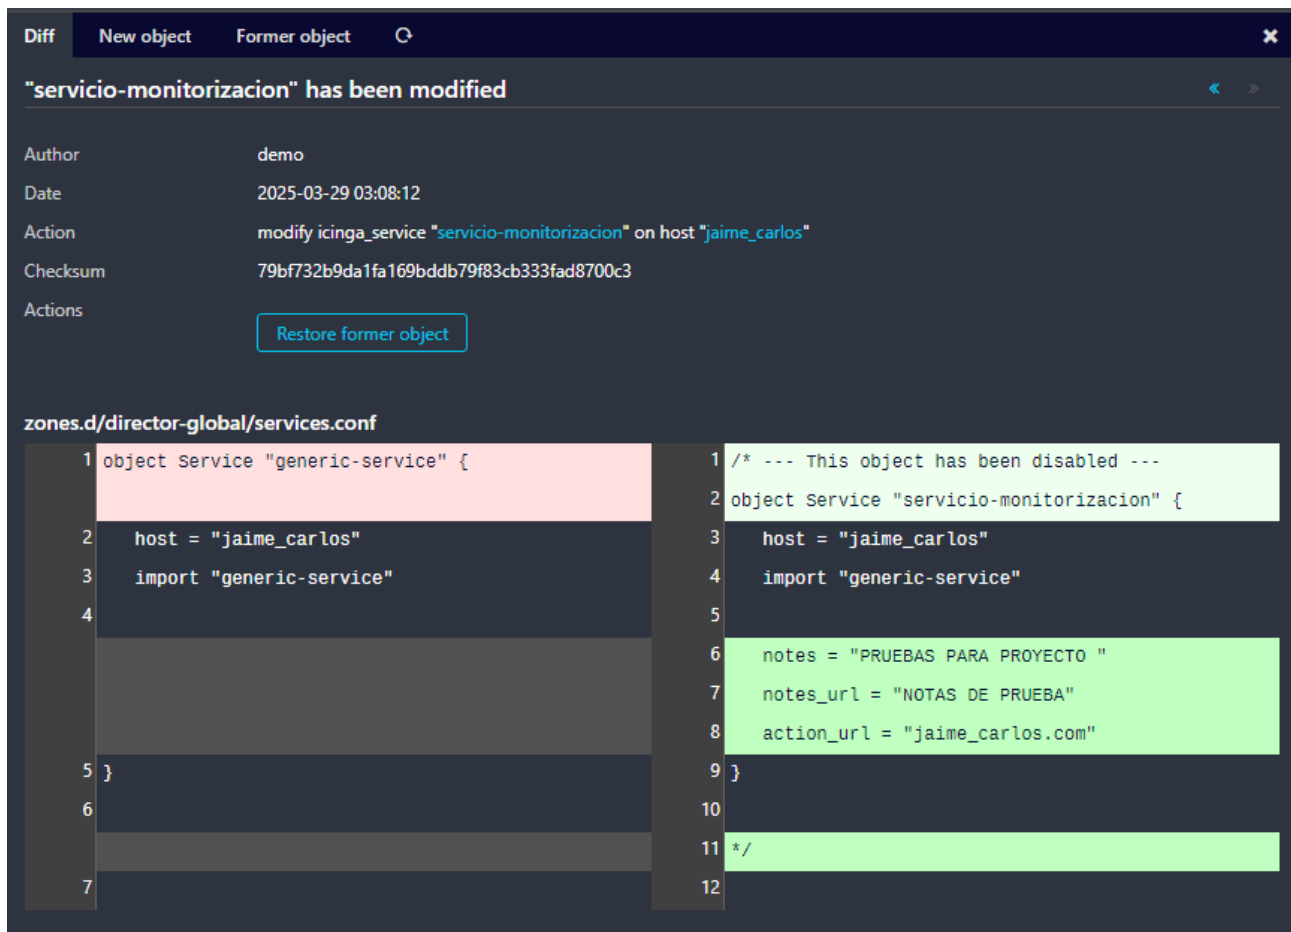 Diff New object Former object
"servicio-monitorizacion" has been modified
Author demo
Date 2025-03-29 03:08:12
Action modify icinga_service "servicio-monitorizacion" on host "jaime_carlos"
Checksum 79bf732b9da1fa169bddb79f83cb333fad8700c3
Actions
Restore former object
zones.d/director-global/services.conf
1 object Service "generic-service" { 1 /* --- This object has been disabled ---
2 object Service "servicio-monitorizacion" {
2 host = "jaime_carlos" 3 host = "jaime_carlos"
3 import "generic-service" 4 import "generic-service"
4 5
6 notes = "PRUEBAS PARA PROYECTO "
7 notes_url = "NOTAS DE PRUEBA"
8 action_url = "jaime_carlos.com"
5 } 9 }
6 10
11 */
7 12